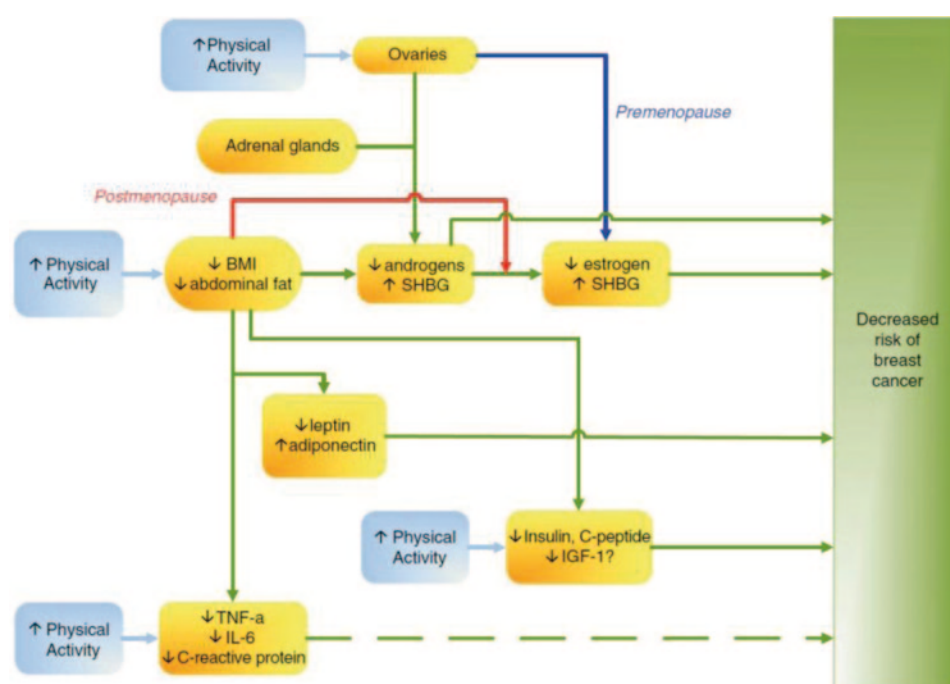 ↑Physical
Activity
Ovaries
Premenopause
Adrenal glands
Postmenopause
↑ Physical
Activity
↓ BMI
↓ abdominal fat
↓ androgens
↑ SHBG
↓ estrogen
↑ SHBG
Decreased
risk of
breast
cancer
↓leptin
↑adiponectin
↑ Physical
Activity
↓Insulin, C-peptide
↓ IGF-1?
↑ Physical
Activity
↓TNF-a
↓IL-6
↓C-reactive protein